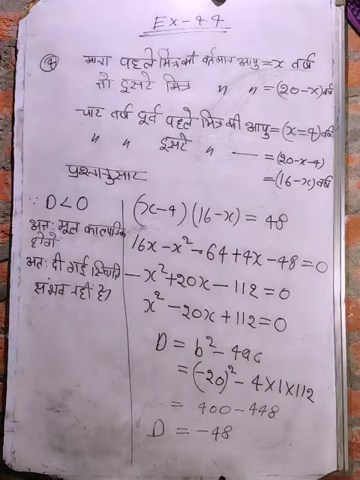 Ex-4.4
(4) माना पहले मित्र की वर्तमान आयु = x वर्ष
तो दुसरे मित्र " " = (20-x) वर्ष
चार वर्ष पूर्व पहले मित्र की आयु = (x-4) वर्ष
" " दुसरे " — = (20-x-4)
= (16-x) वर्ष
प्रश्नानुसार
(x-4) (16-x) = 48
16x - x² - 64 + 4x - 48 = 0
- x² + 20x - 112 = 0
x² - 20x + 112 = 0
D = b² - 4ac
= (-20)² - 4×1×112
= 400 - 448
D = -48
∵ D < 0
अतः मूल काल्पनिक
होंगे
अतः दी गई स्थिति
संभव नहीं है।